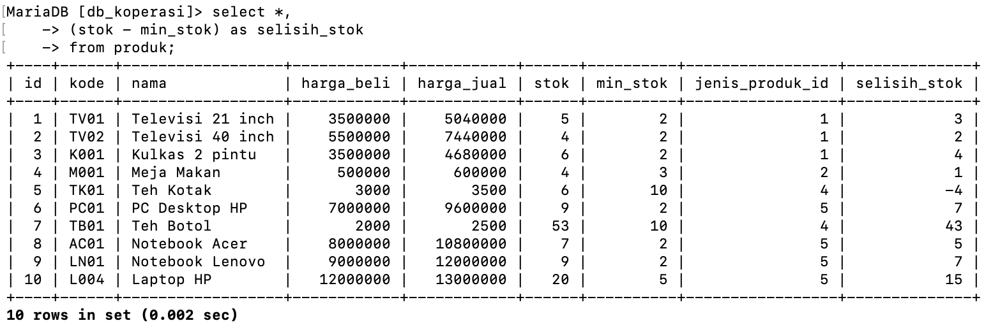 MariaDB [db_koperasi]> select *,
    -> (stok - min_stok) as selisih_stok
    -> from produk;
+----+------+------------------+------------+------------+------+----------+-----------------+--------------+
| id | kode | nama             | harga_beli | harga_jual | stok | min_stok | jenis_produk_id | selisih_stok |
+----+------+------------------+------------+------------+------+----------+-----------------+--------------+
|  1 | TV01 | Televisi 21 inch |    3500000 |    5040000 |    5 |        2 |               1 |            3 |
|  2 | TV02 | Televisi 40 inch |    5500000 |    7440000 |    4 |        2 |               1 |            2 |
|  3 | K001 | Kulkas 2 pintu   |    3500000 |    4680000 |    6 |        2 |               1 |            4 |
|  4 | M001 | Meja Makan       |     500000 |     600000 |    4 |        3 |               2 |            1 |
|  5 | TK01 | Teh Kotak        |       3000 |       3500 |    6 |       10 |               4 |           -4 |
|  6 | PC01 | PC Desktop HP    |    7000000 |    9600000 |    9 |        2 |               5 |            7 |
|  7 | TB01 | Teh Botol        |       2000 |       2500 |   53 |       10 |               4 |           43 |
|  8 | AC01 | Notebook Acer    |    8000000 |   10800000 |    7 |        2 |               5 |            5 |
|  9 | LN01 | Notebook Lenovo  |    9000000 |   12000000 |    9 |        2 |               5 |            7 |
| 10 | L004 | Laptop HP        |   12000000 |   13000000 |   20 |        5 |               5 |           15 |
+----+------+------------------+------------+------------+------+----------+-----------------+--------------+
10 rows in set (0.002 sec)